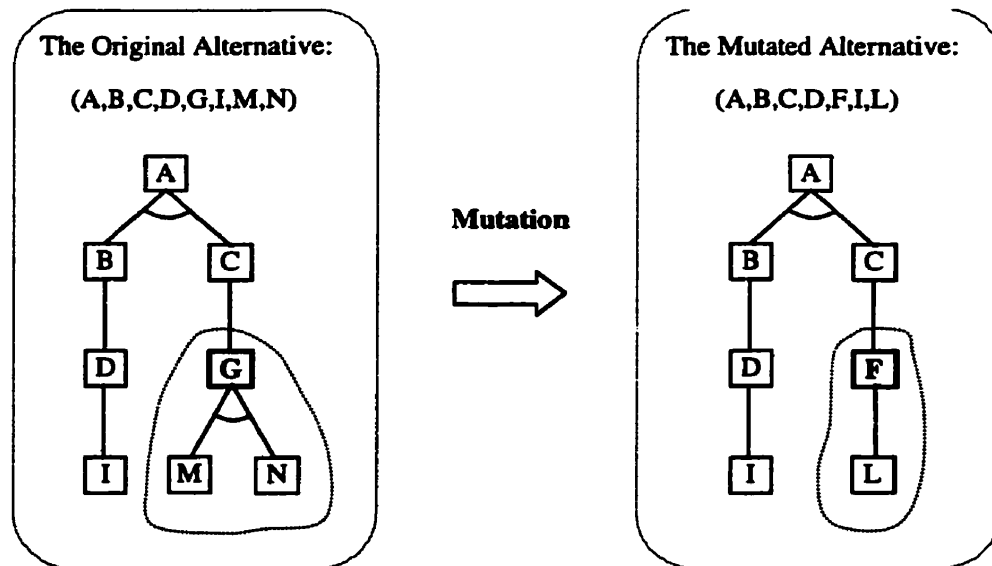 The Original Alternative:
(A,B,C,D,G,I,M,N)
A
B C
D G
I M N
Mutation
The Mutated Alternative:
(A,B,C,D,F,I,L)
A
B C
D F
I L